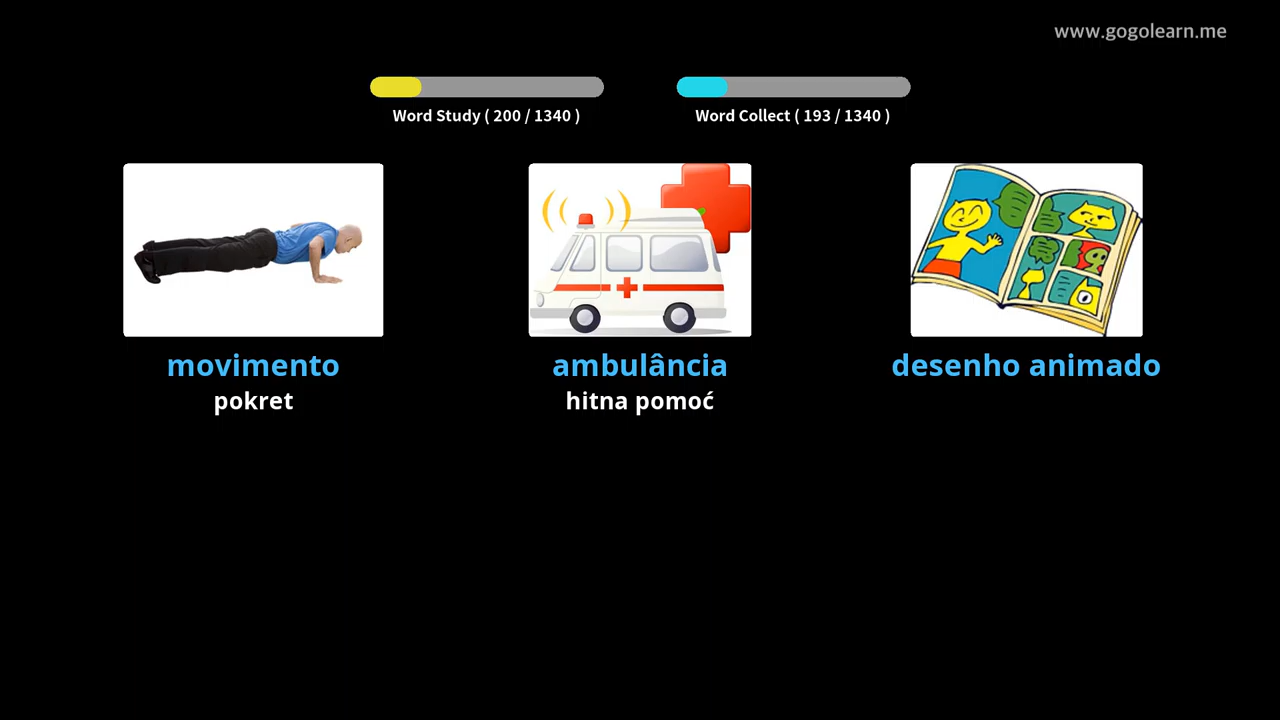 www.gogolearn.me
Word Study ( 200 / 1340 )
Word Collect ( 193 / 1340 )
movimento
pokret
ambulância
hitna pomoć
desenho animado